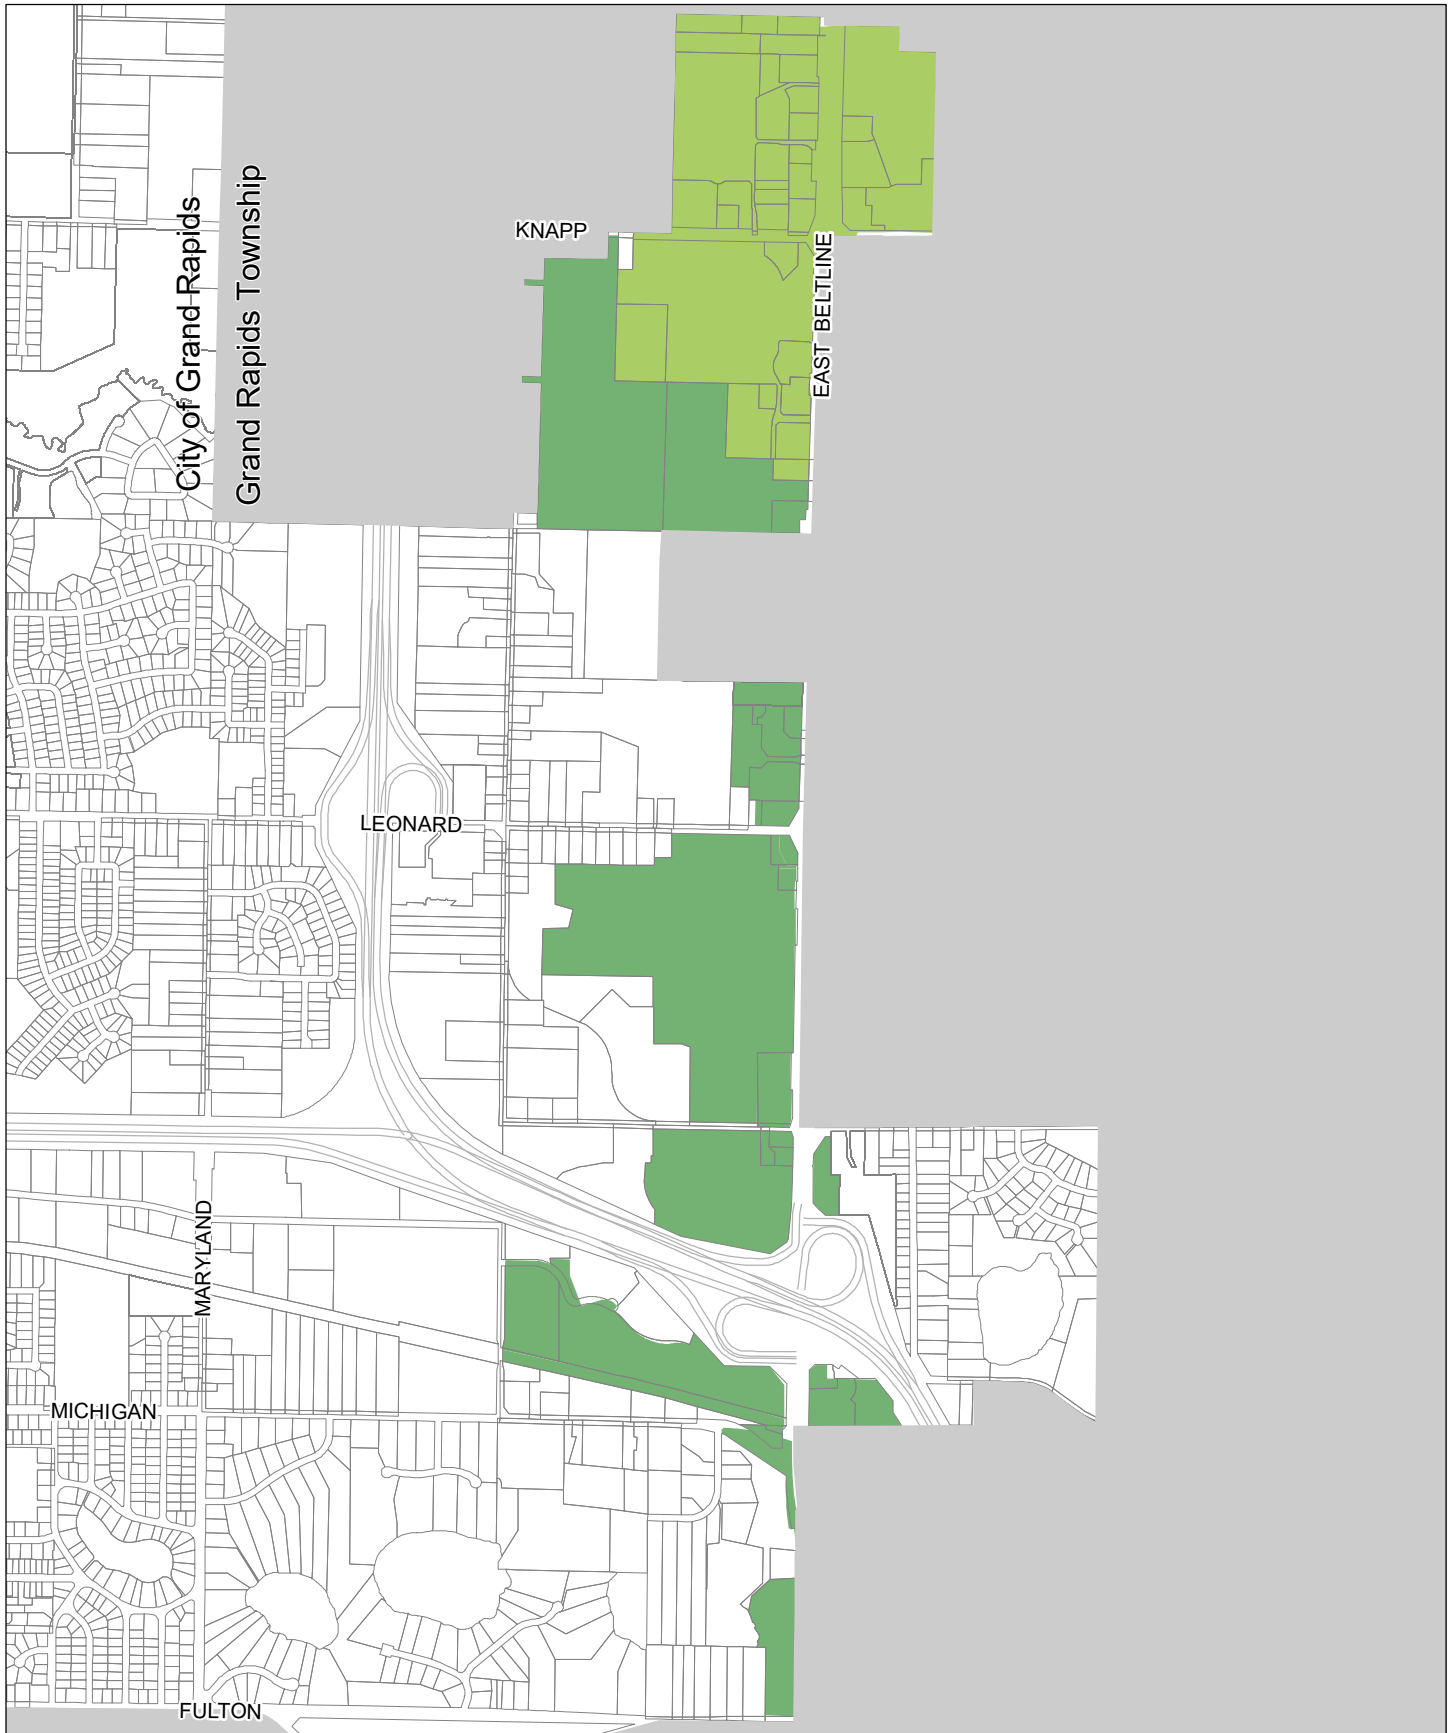 City of Grand Rapids
Grand Rapids Township
KNAPP
EAST BELTLINE
LEONARD
MARYLAND
MICHIGAN
FULTON